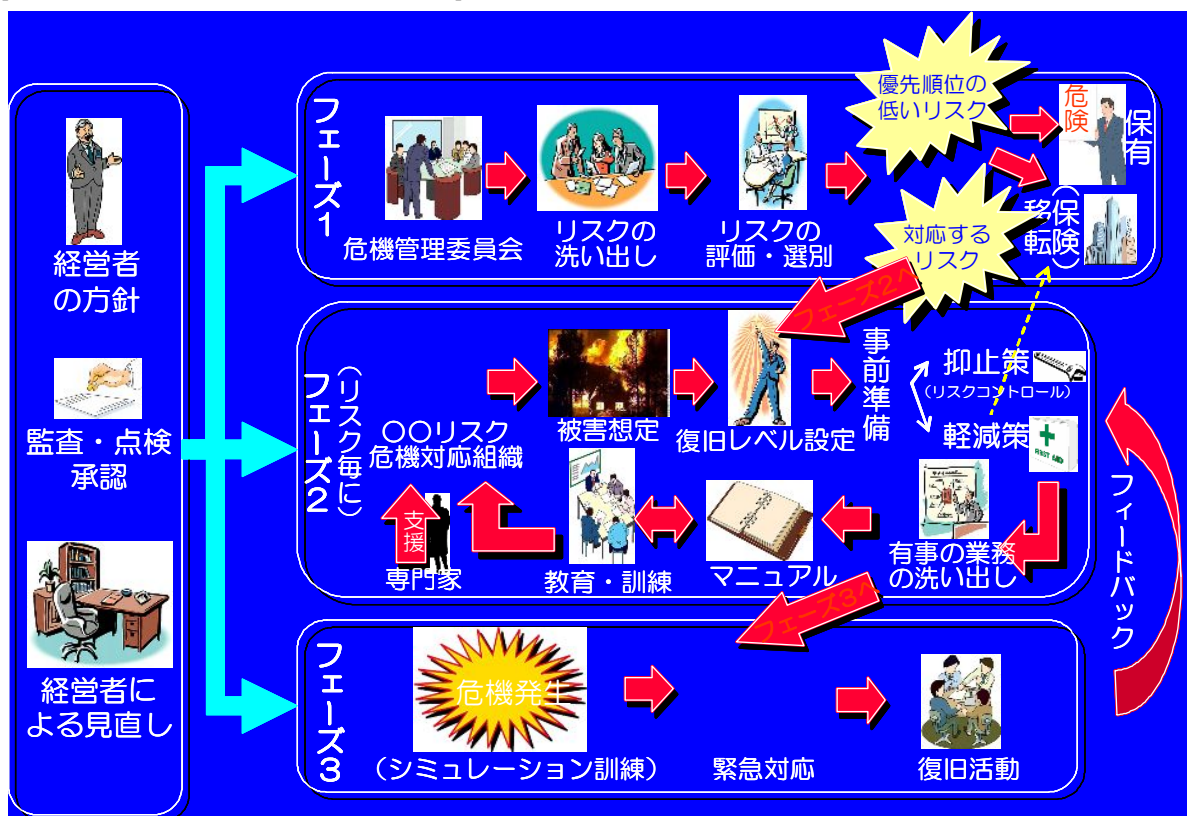 経営者
の方針
監査・点検
承認
経営者に
よる見直し
フェーズ1
危機管理委員会
リスクの
洗い出し
リスクの
評価・選別
優先順位の
低いリスク
対応する
リスク
危険
保有
移転
（保険）
フェーズ2へ
フェーズ2
（リスク毎に）
〇〇リスク
危機対応組織
被害想定
復旧レベル設定
事前準備
抑止策
（リスクコントロール）
軽減策
FIRST AID
支援
専門家
教育・訓練
マニュアル
有事の業務
の洗い出し
フェーズ3へ
フィードバック
フェーズ3
危機発生
（シミュレーション訓練）
緊急対応
復旧活動